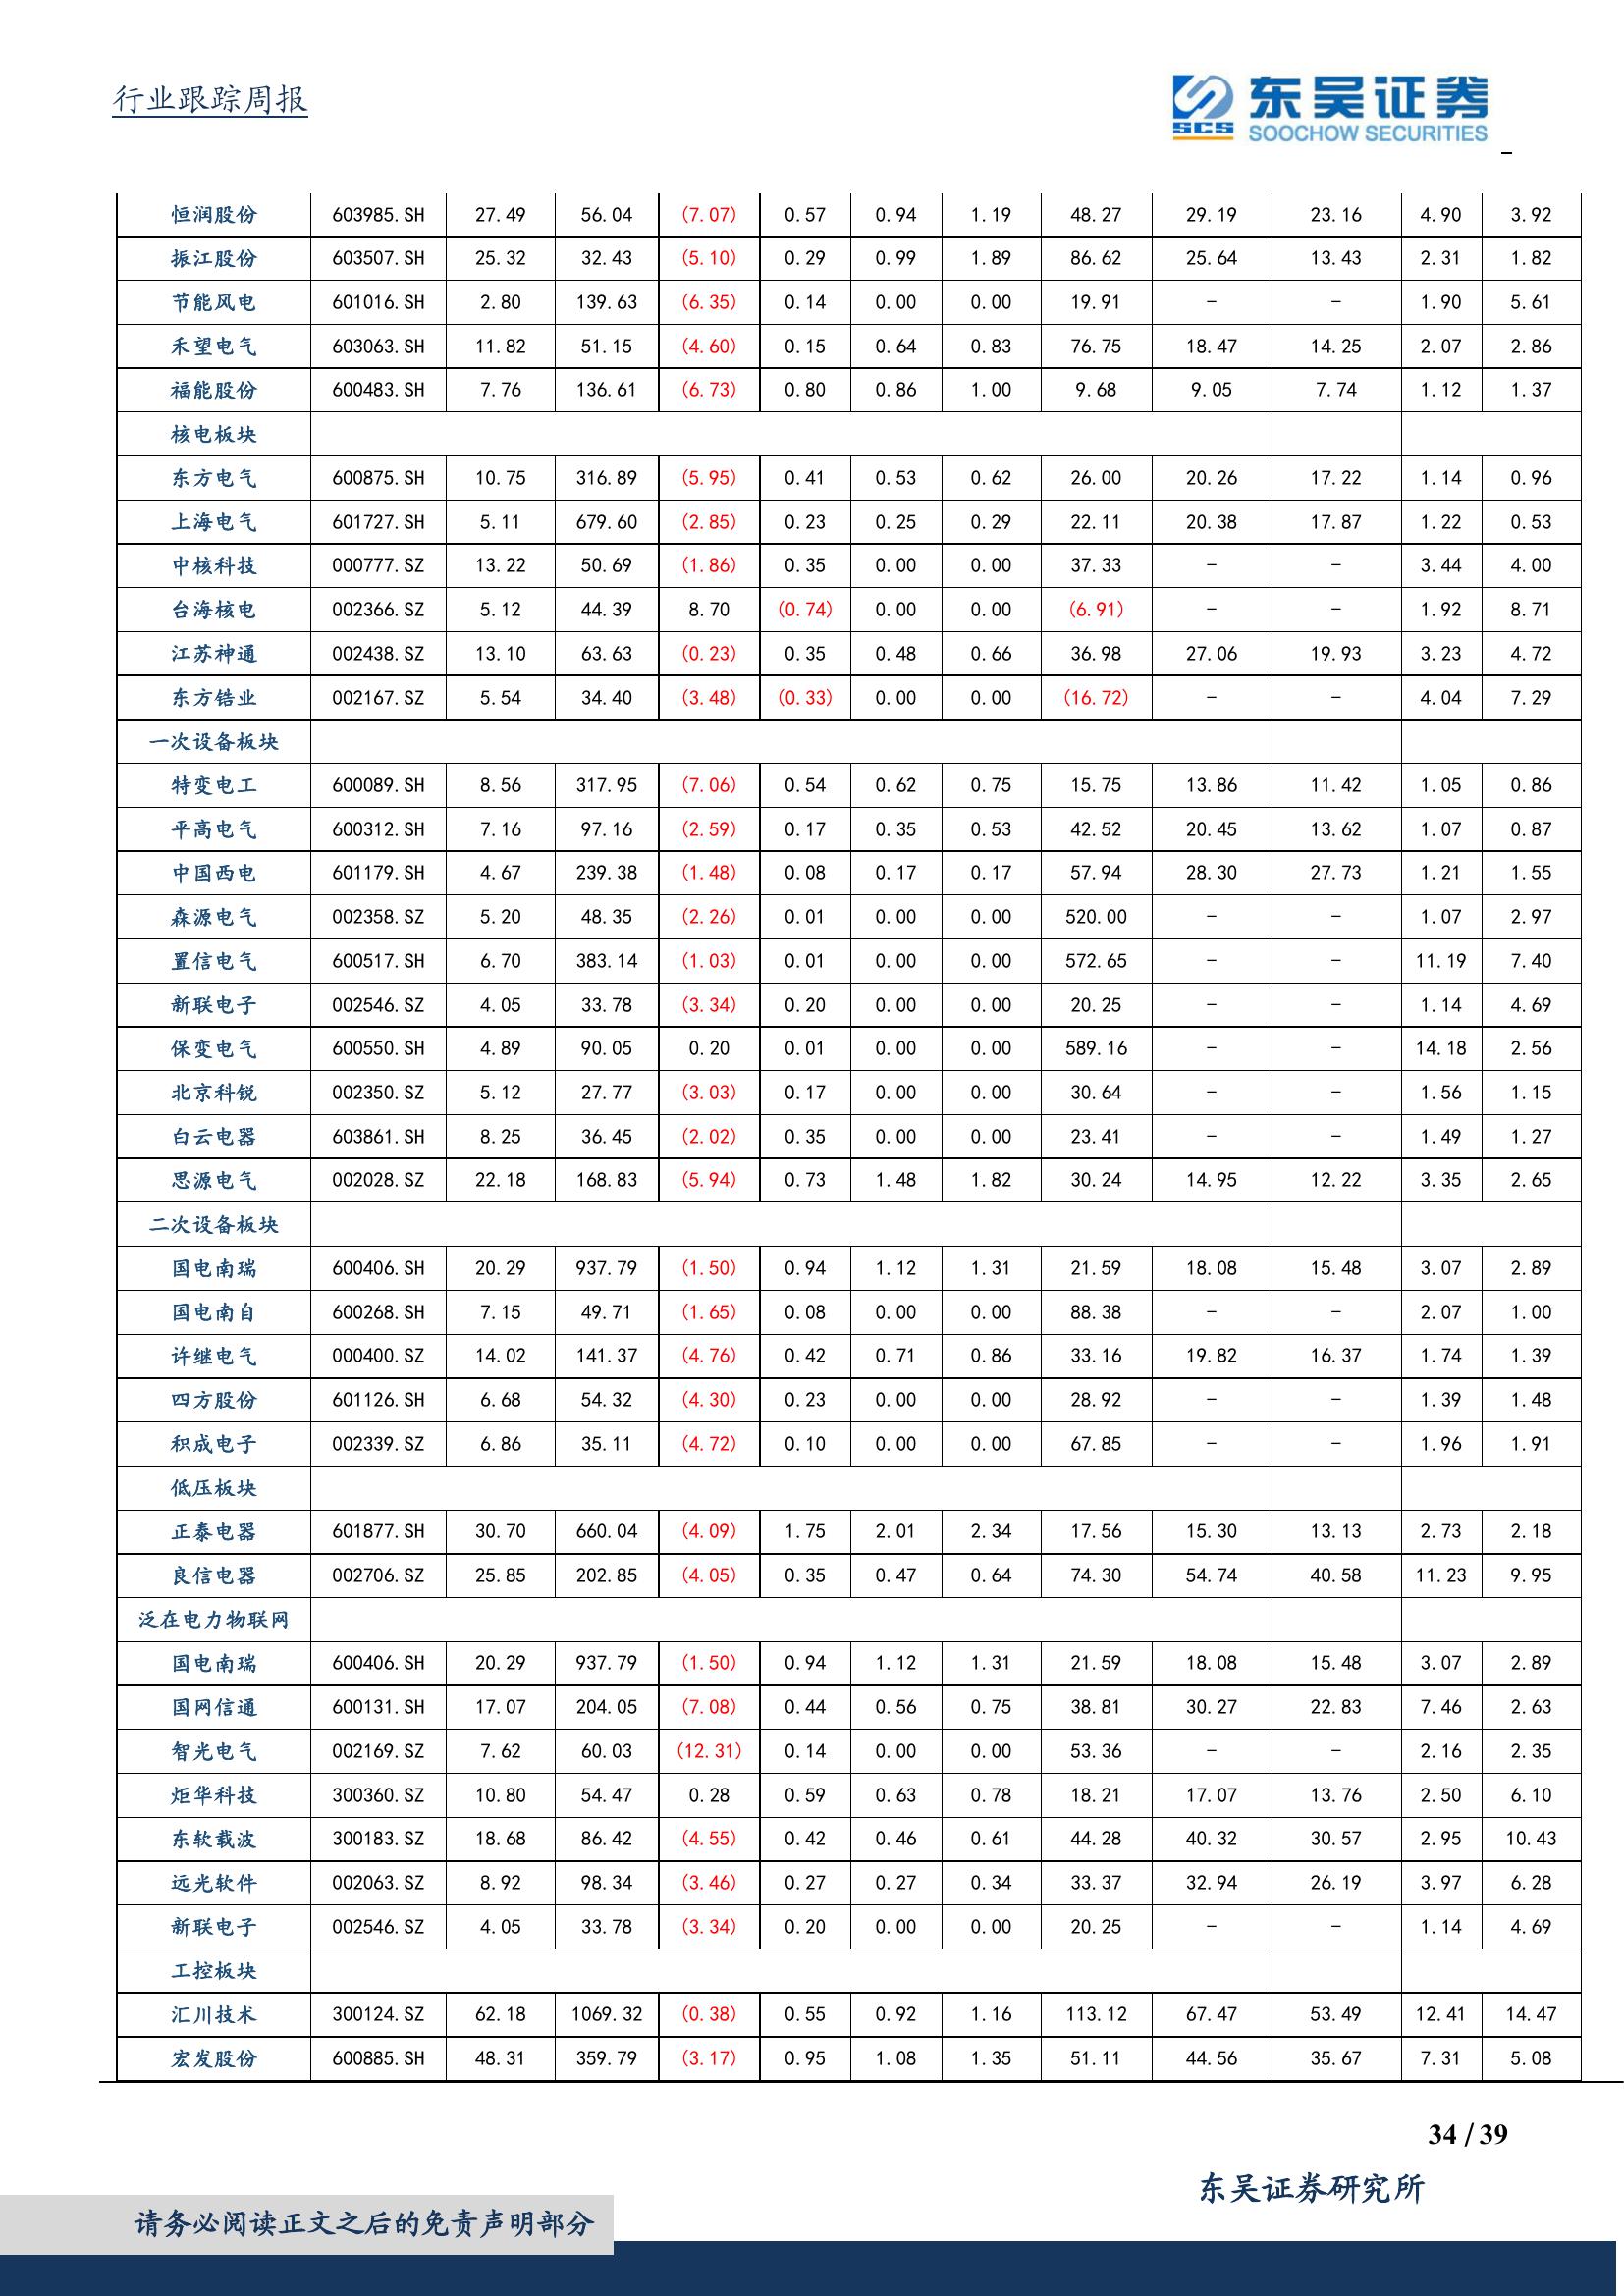 行业跟踪周报
东吴证券
SCS SOOCHOW SECURITIES
恒润股份 603985.SH 27.49 56.04 (7.07) 0.57 0.94 1.19 48.27 29.19 23.16 4.90 3.92
振江股份 603507.SH 25.32 32.43 (5.10) 0.29 0.99 1.89 86.62 25.64 13.43 2.31 1.82
节能风电 601016.SH 2.80 139.63 (6.35) 0.14 0.00 0.00 19.91 - - 1.90 5.61
禾望电气 603063.SH 11.82 51.15 (4.60) 0.15 0.64 0.83 76.75 18.47 14.25 2.07 2.86
福能股份 600483.SH 7.76 136.61 (6.73) 0.80 0.86 1.00 9.68 9.05 7.74 1.12 1.37
核电板块
东方电气 600875.SH 10.75 316.89 (5.95) 0.41 0.53 0.62 26.00 20.26 17.22 1.14 0.96
上海电气 601727.SH 5.11 679.60 (2.85) 0.23 0.25 0.29 22.11 20.38 17.87 1.22 0.53
中核科技 000777.SZ 13.22 50.69 (1.86) 0.35 0.00 0.00 37.33 - - 3.44 4.00
台海核电 002366.SZ 5.12 44.39 8.70 (0.74) 0.00 0.00 (6.91) - - 1.92 8.71
江苏神通 002438.SZ 13.10 63.63 (0.23) 0.35 0.48 0.66 36.98 27.06 19.93 3.23 4.72
东方锆业 002167.SZ 5.54 34.40 (3.48) (0.33) 0.00 0.00 (16.72) - - 4.04 7.29
一次设备板块
特变电工 600089.SH 8.56 317.95 (7.06) 0.54 0.62 0.75 15.75 13.86 11.42 1.05 0.86
平高电气 600312.SH 7.16 97.16 (2.59) 0.17 0.35 0.53 42.52 20.45 13.62 1.07 0.87
中国西电 601179.SH 4.67 239.38 (1.48) 0.08 0.17 0.17 57.94 28.30 27.73 1.21 1.55
森源电气 002358.SZ 5.20 48.35 (2.26) 0.01 0.00 0.00 520.00 - - 1.07 2.97
置信电气 600517.SH 6.70 383.14 (1.03) 0.01 0.00 0.00 572.65 - - 11.19 7.40
新联电子 002546.SZ 4.05 33.78 (3.34) 0.20 0.00 0.00 20.25 - - 1.14 4.69
保变电气 600550.SH 4.89 90.05 0.20 0.01 0.00 0.00 589.16 - - 14.18 2.56
北京科锐 002350.SZ 5.12 27.77 (3.03) 0.17 0.00 0.00 30.64 - - 1.56 1.15
白云电器 603861.SH 8.25 36.45 (2.02) 0.35 0.00 0.00 23.41 - - 1.49 1.27
思源电气 002028.SZ 22.18 168.83 (5.94) 0.73 1.48 1.82 30.24 14.95 12.22 3.35 2.65
二次设备板块
国电南瑞 600406.SH 20.29 937.79 (1.50) 0.94 1.12 1.31 21.59 18.08 15.48 3.07 2.89
国电南自 600268.SH 7.15 49.71 (1.65) 0.08 0.00 0.00 88.38 - - 2.07 1.00
许继电气 000400.SZ 14.02 141.37 (4.76) 0.42 0.71 0.86 33.16 19.82 16.37 1.74 1.39
四方股份 601126.SH 6.68 54.32 (4.30) 0.23 0.00 0.00 28.92 - - 1.39 1.48
积成电子 002339.SZ 6.86 35.11 (4.72) 0.10 0.00 0.00 67.85 - - 1.96 1.91
低压板块
正泰电器 601877.SH 30.70 660.04 (4.09) 1.75 2.01 2.34 17.56 15.30 13.13 2.73 2.18
良信电器 002706.SZ 25.85 202.85 (4.05) 0.35 0.47 0.64 74.30 54.74 40.58 11.23 9.95
泛在电力物联网
国电南瑞 600406.SH 20.29 937.79 (1.50) 0.94 1.12 1.31 21.59 18.08 15.48 3.07 2.89
国网信通 600131.SH 17.07 204.05 (7.08) 0.44 0.56 0.75 38.81 30.27 22.83 7.46 2.63
智光电气 002169.SZ 7.62 60.03 (12.31) 0.14 0.00 0.00 53.36 - - 2.16 2.35
炬华科技 300360.SZ 10.80 54.47 0.28 0.59 0.63 0.78 18.21 17.07 13.76 2.50 6.10
东软载波 300183.SZ 18.68 86.42 (4.55) 0.42 0.46 0.61 44.28 40.32 30.57 2.95 10.43
远光软件 002063.SZ 8.92 98.34 (3.46) 0.27 0.27 0.34 33.37 32.94 26.19 3.97 6.28
新联电子 002546.SZ 4.05 33.78 (3.34) 0.20 0.00 0.00 20.25 - - 1.14 4.69
工控板块
汇川技术 300124.SZ 62.18 1069.32 (0.38) 0.55 0.92 1.16 113.12 67.47 53.49 12.41 14.47
宏发股份 600885.SH 48.31 359.79 (3.17) 0.95 1.08 1.35 51.11 44.56 35.67 7.31 5.08
34 / 39
东吴证券研究所
请务必阅读正文之后的免责声明部分